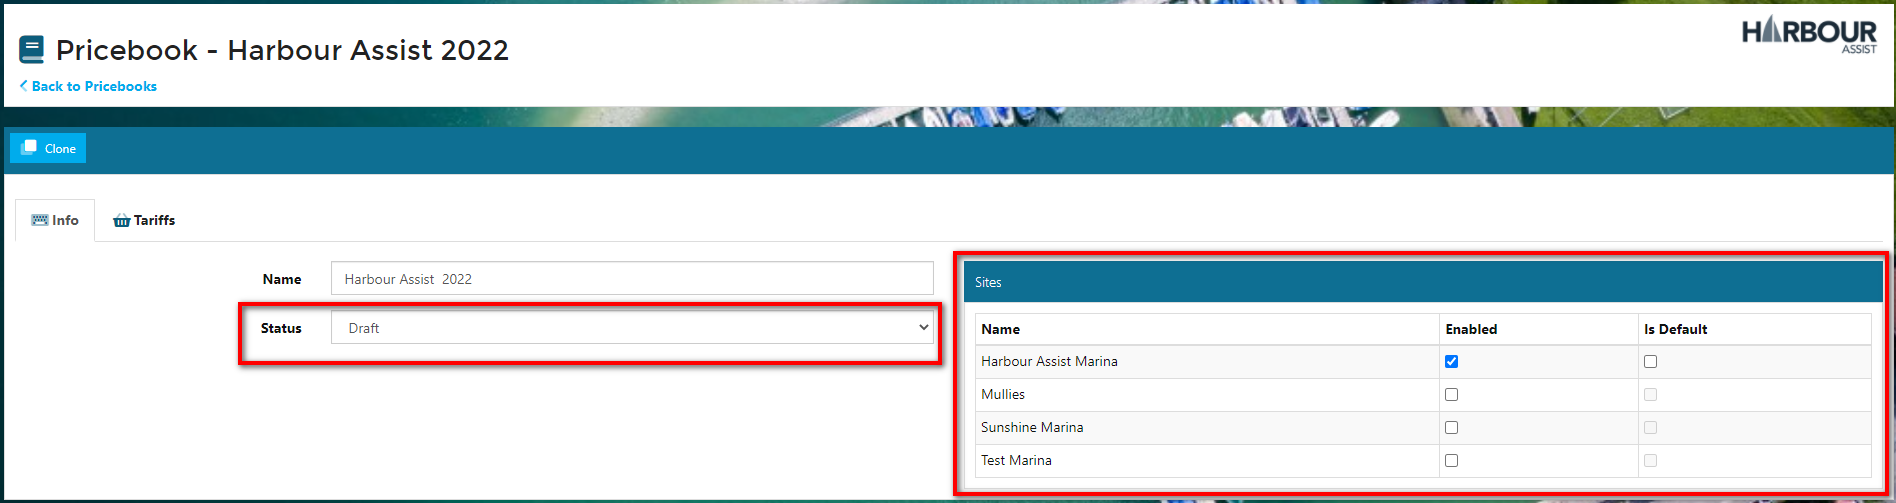 Pricebook - Harbour Assist 2022
HARBOUR
ASSIST
Back to Pricebooks
Clone
Info Tariffs
Name Harbour Assist  2022
Status Draft
Sites
Name Enabled Is Default
Harbour Assist Marina
Mullies
Sunshine Marina
Test Marina